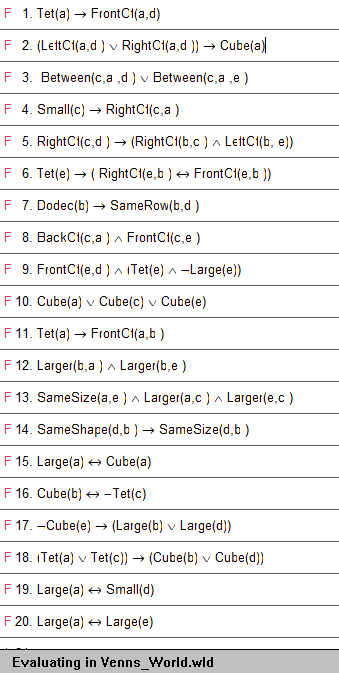 F 1. Tet(a) → FrontOf(a,d)
F 2. (LeftOf(a,d ) ∨ RightOf(a,d )) → Cube(a)
F 3. Between(c,a ,d ) ∨ Between(c,a ,e )
F 4. Small(c) → RightOf(c,a )
F 5. RightOf(c,d ) → (RightOf(b,c ) ∧ LeftOf(b, e))
F 6. Tet(e) → ( RightOf(e,b ) ↔ FrontOf(e,b ))
F 7. Dodec(b) → SameRow(b,d )
F 8. BackOf(c,a ) ∧ FrontOf(c,e )
F 9. FrontOf(e,d ) ∧ (Tet(e) ∧ ¬Large(e))
F 10. Cube(a) ∨ Cube(c) ∨ Cube(e)
F 11. Tet(a) → FrontOf(a,b )
F 12. Larger(b,a ) ∧ Larger(b,e )
F 13. SameSize(a,e ) ∧ Larger(a,c ) ∧ Larger(e,c )
F 14. SameShape(d,b ) → SameSize(d,b )
F 15. Large(a) ↔ Cube(a)
F 16. Cube(b) ↔ ¬Tet(c)
F 17. ¬Cube(e) → (Large(b) ∨ Large(d))
F 18. (Tet(a) ∨ Tet(c)) → (Cube(b) ∨ Cube(d))
F 19. Large(a) ↔ Small(d)
F 20. Large(a) ↔ Large(e)
Evaluating in Venns_World.wld